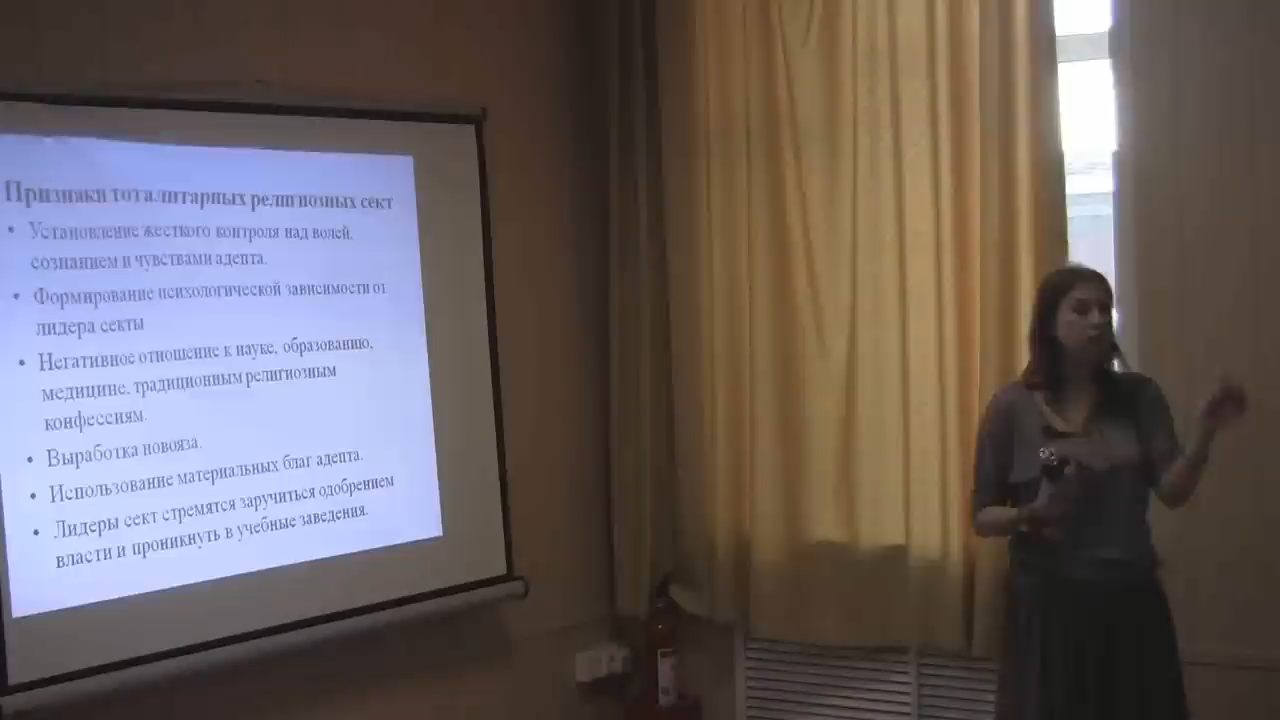 Признаки тоталитарных религиозных сект
• Установление жесткого контроля над волей,
сознанием и чувствами адепта.
• Формирование психологической зависимости от
лидера секты
• Негативное отношение к науке, образованию,
медицине, традиционным религиозным
конфессиям.
• Выработка новояза.
• Использование материальных благ адепта.
• Лидеры сект стремятся заручиться одобрением
власти и проникнуть в учебные заведения.